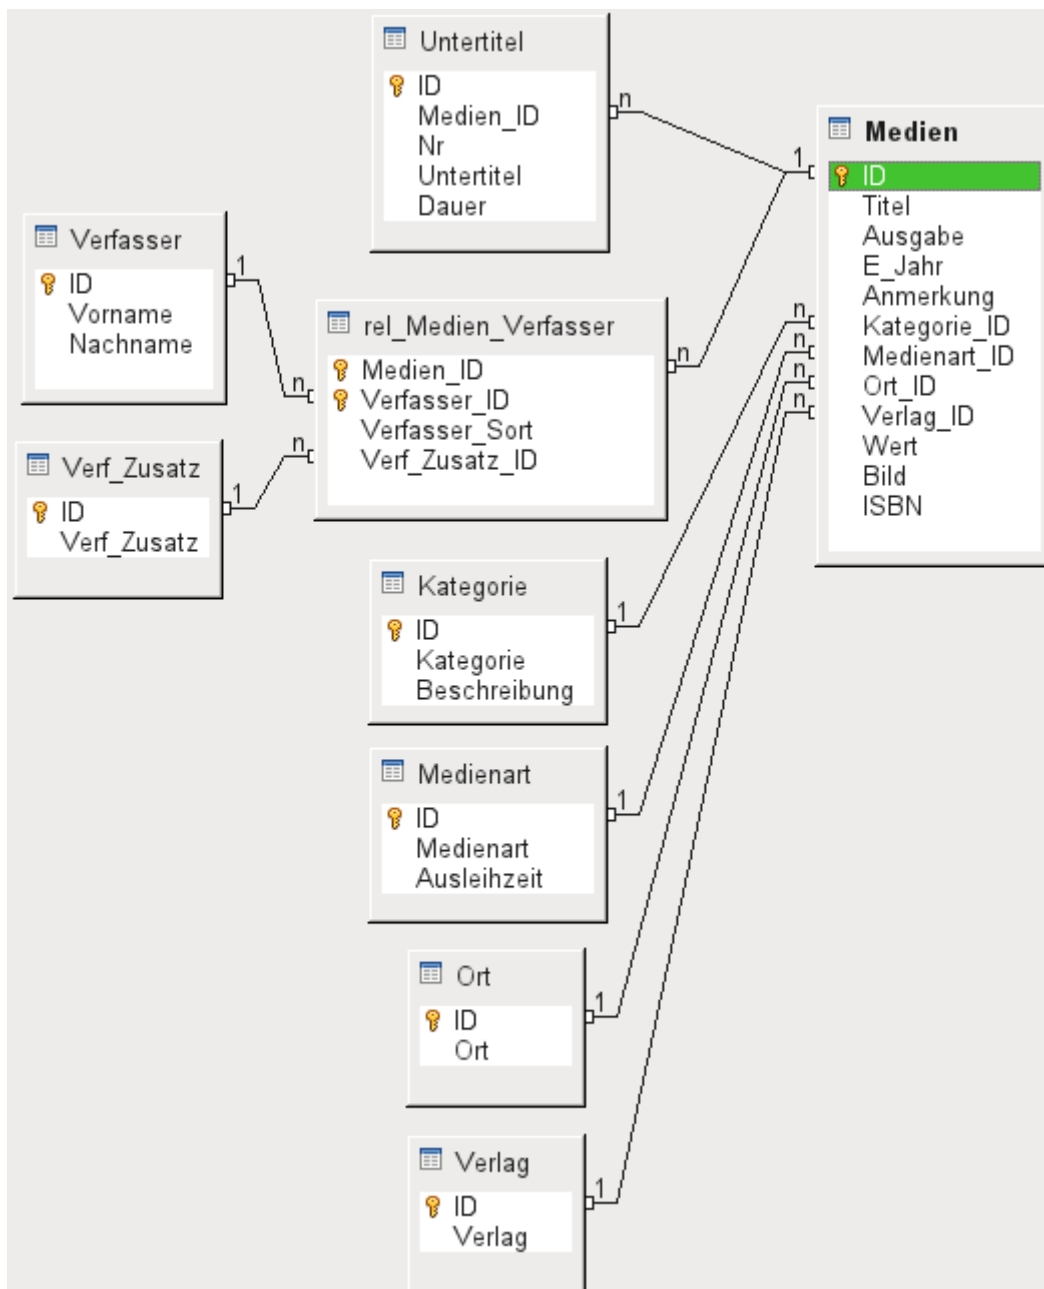 Untertitel
ID
Medien_ID
Nr
Untertitel
Dauer
n
1
Medien
ID
Titel
Ausgabe
E_Jahr
Anmerkung
Kategorie_ID
Medienart_ID
Ort_ID
Verlag_ID
Wert
Bild
ISBN
n
n
n
n
Verfasser
ID
Vorname
Nachname
1
rel_Medien_Verfasser
Medien_ID
Verfasser_ID
Verfasser_Sort
Verf_Zusatz_ID
n
n
n
Verf_Zusatz
ID
Verf_Zusatz
1
Kategorie
ID
Kategorie
Beschreibung
1
Medienart
ID
Medienart
Ausleihzeit
1
Ort
ID
Ort
1
Verlag
ID
Verlag
1